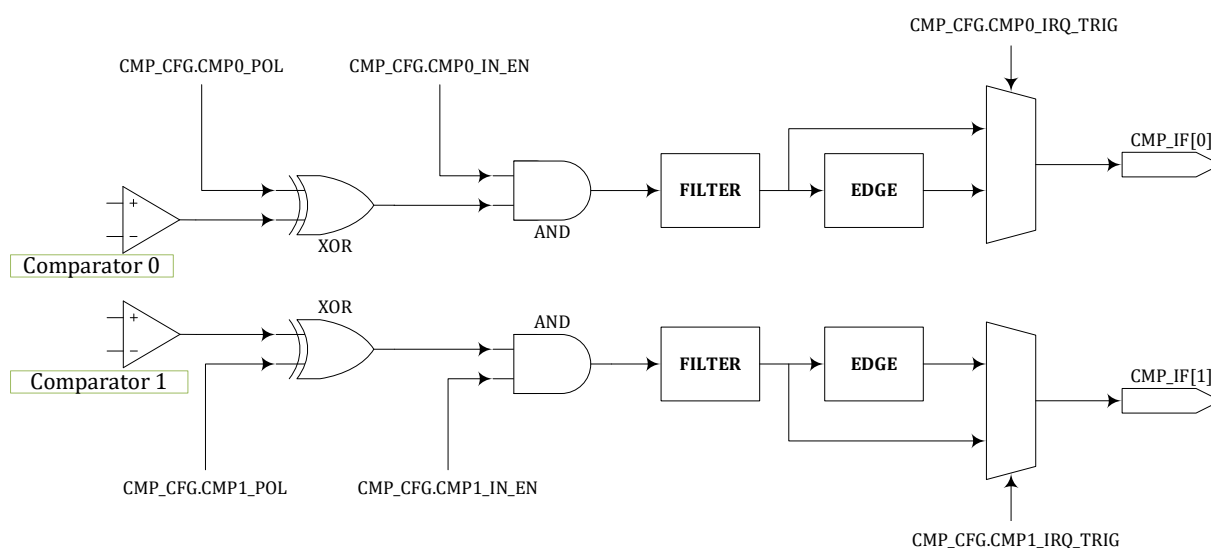 CMP_CFG.CMP0_IRQ_TRIG
CMP_CFG.CMP0_POL
CMP_CFG.CMP0_IN_EN
CMP_IF[0]
FILTER
EDGE
+
−
XOR
AND
Comparator 0
XOR
AND
+
−
FILTER
EDGE
Comparator 1
CMP_IF[1]
CMP_CFG.CMP1_POL
CMP_CFG.CMP1_IN_EN
CMP_CFG.CMP1_IRQ_TRIG